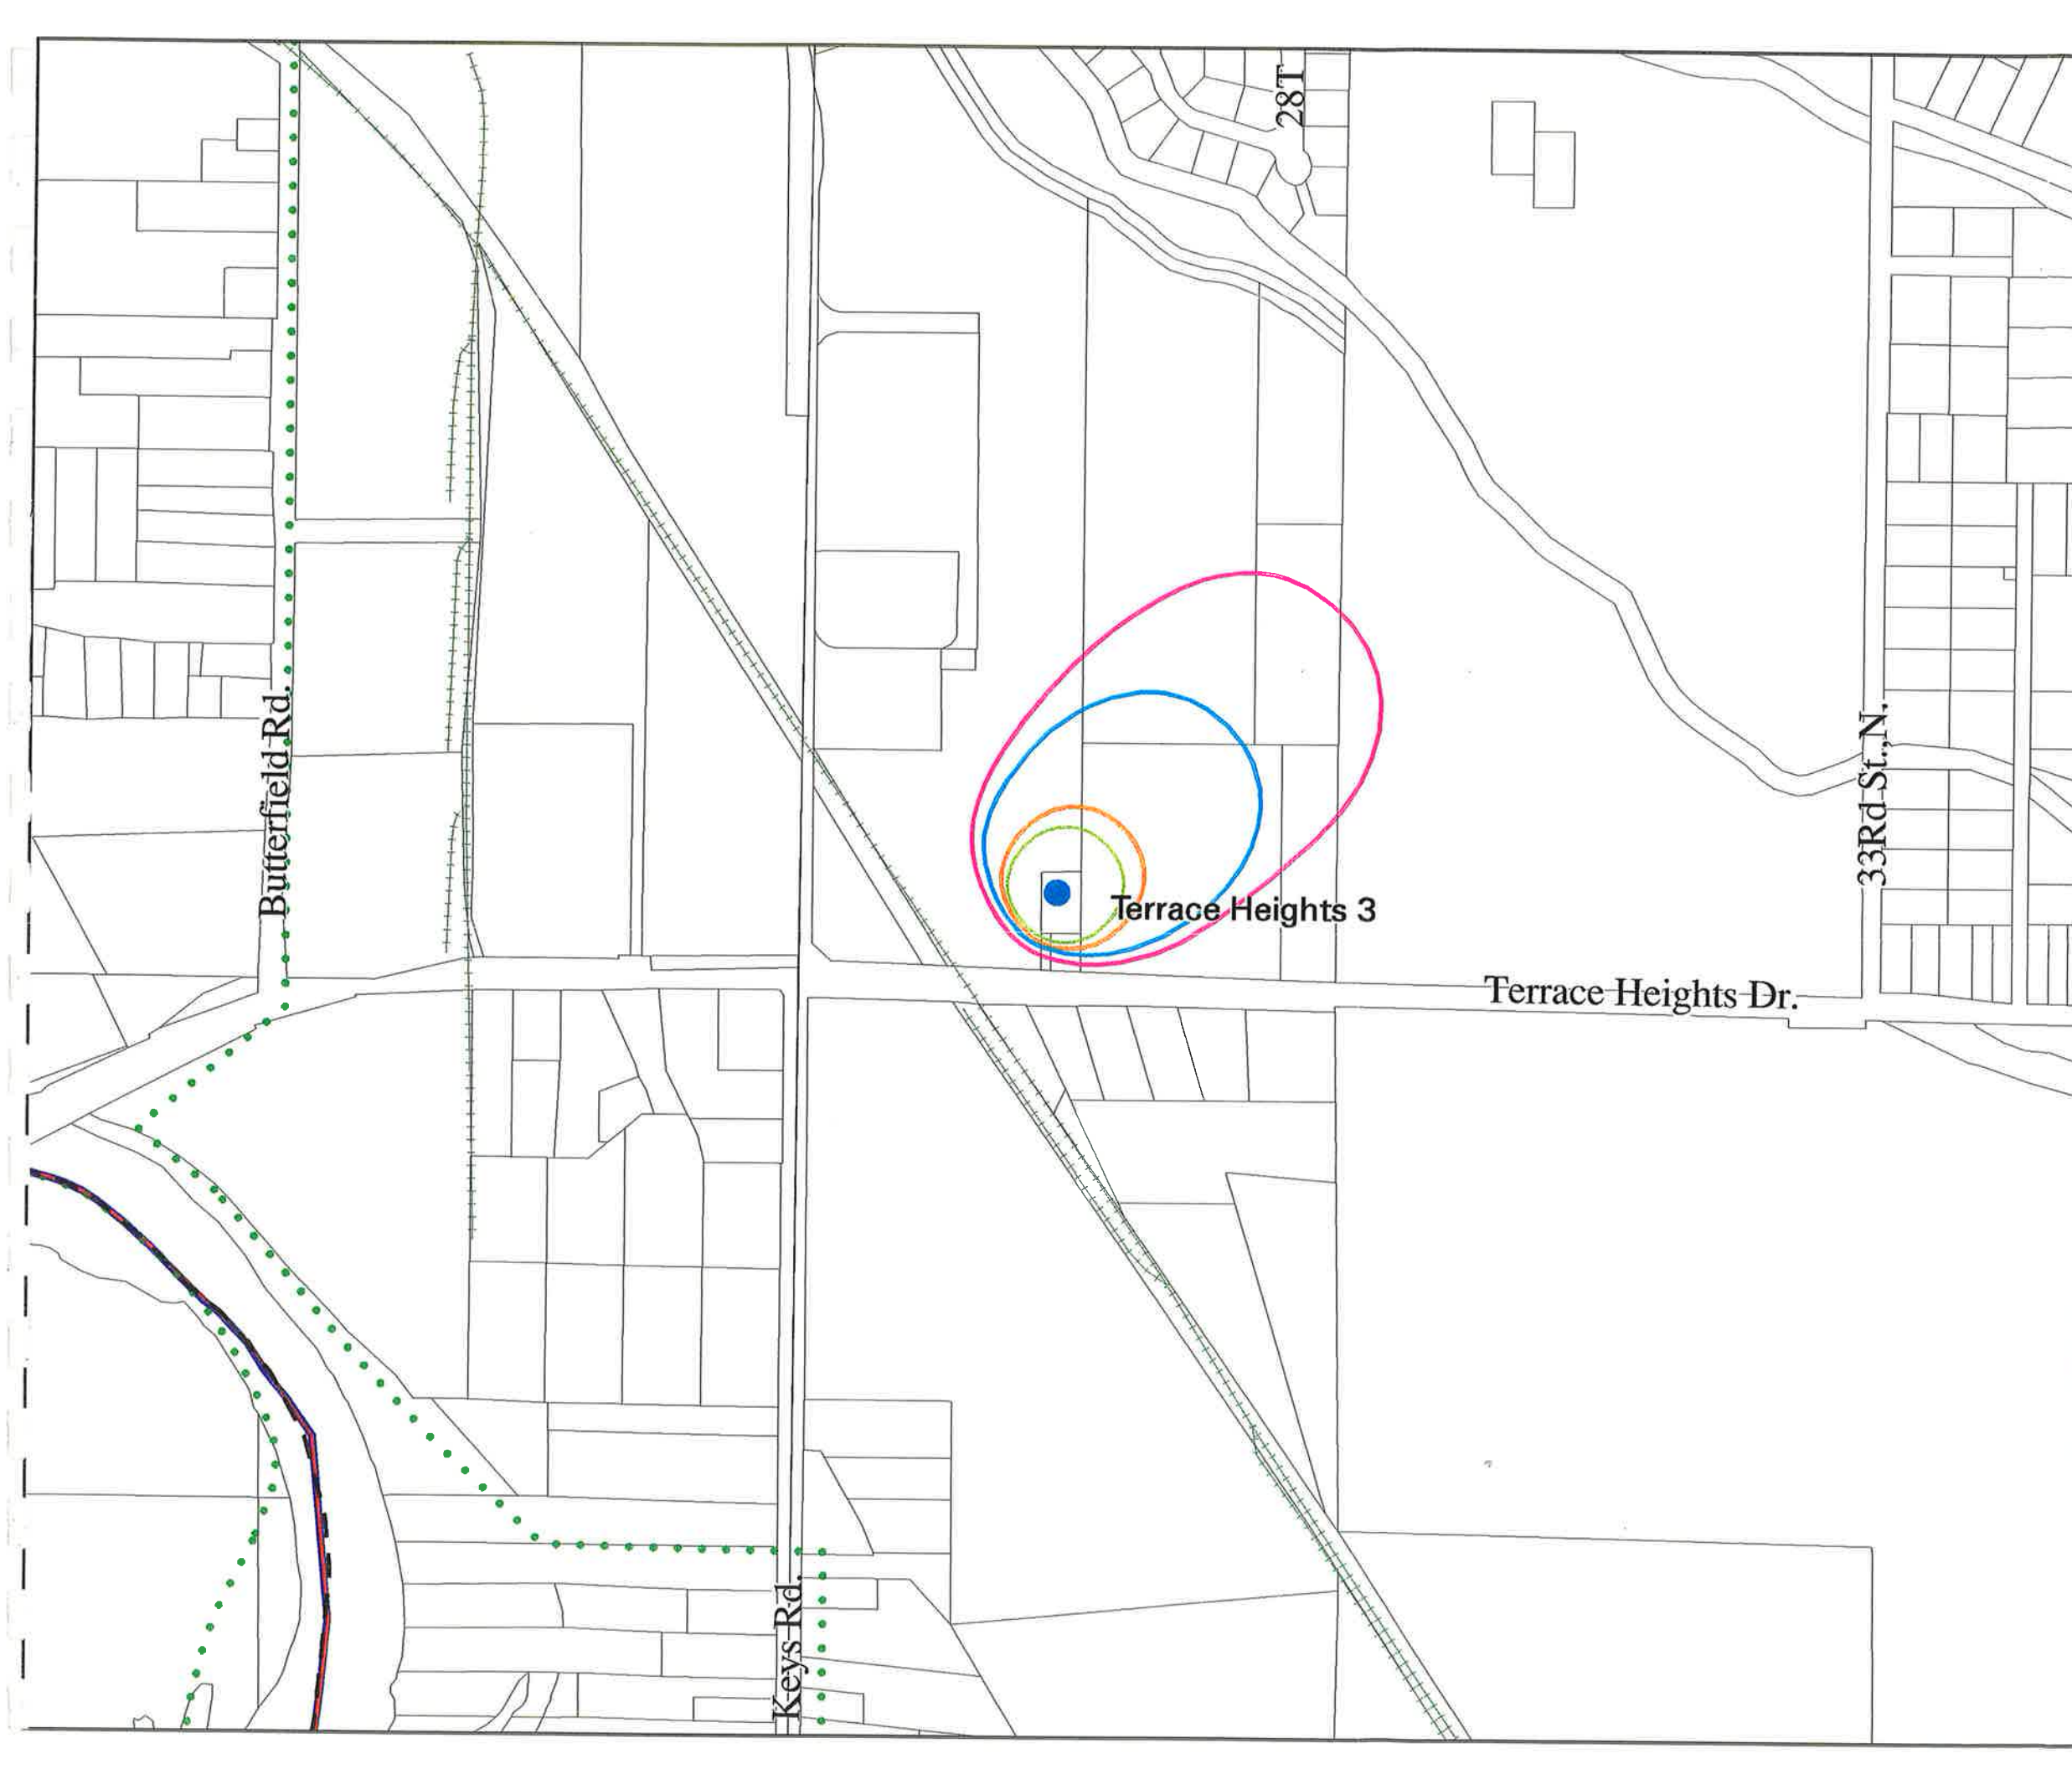 28T
Butterfield Rd.
33Rd St. N.
Terrace Heights 3
Terrace Heights Dr.
Keys Rd.